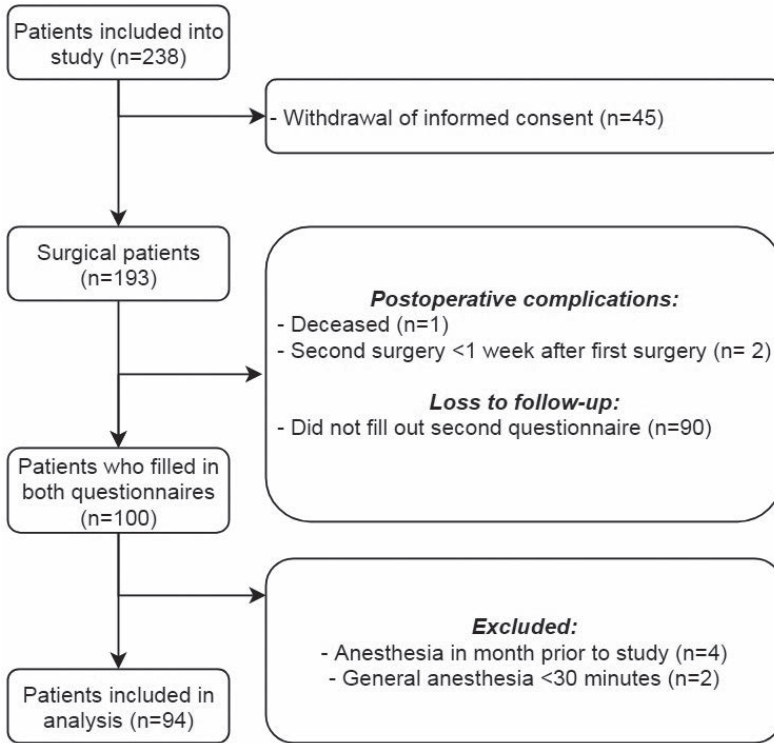 Patients included into
study (n=238)
- Withdrawal of informed consent (n=45)
Surgical patients
(n=193)
Postoperative complications:
- Deceased (n=1)
- Second surgery <1 week after first surgery (n= 2)
Loss to follow-up:
- Did not fill out second questionnaire (n=90)
Patients who filled in
both questionnaires
(n=100)
Excluded:
- Anesthesia in month prior to study (n=4)
- General anesthesia <30 minutes (n=2)
Patients included in
analysis (n=94)